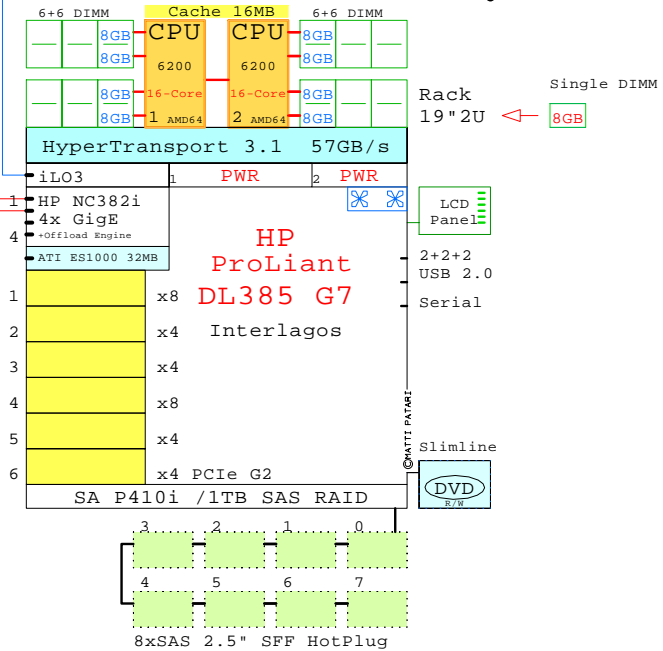 6+6 DIMM
Cache 16MB
6+6 DIMM
8GB
CPU
CPU
8GB
8GB
6200
6200
8GB
8GB
16-Core
16-Core
8GB
8GB
1 AMD64
2 AMD64
8GB
Rack
19"2U
Single DIMM
8GB
HyperTransport 3.1 57GB/s
iLO3
1 PWR
2 PWR
1
HP NC382i
4x GigE
4
+Offload Engine
ATI ES1000 32MB
LCD
Panel
HP
ProLiant
DL385 G7
Interlagos
2+2+2
USB 2.0
Serial
1 x8
2 x4
3 x4
4 x8
5 x4
6 x4 PCIe G2
©MATTI PATARI
Slimline
DVD
R/W
SA P410i /1TB SAS RAID
3 2 1 0
4 5 6 7
8xSAS 2.5" SFF HotPlug